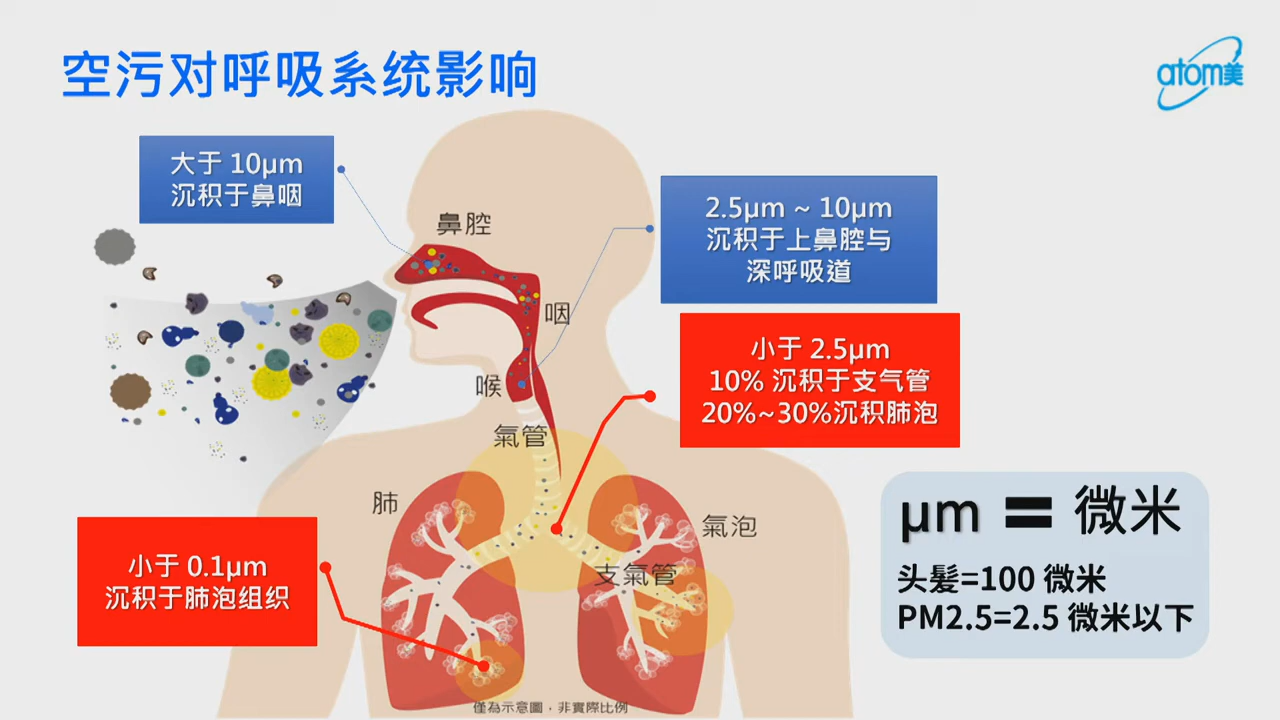 空污对呼吸系统影响
atom美
大于 10μm
沉积于鼻咽
鼻腔
2.5μm ~ 10μm
沉积于上鼻腔与
深呼吸道
咽
小于 2.5μm
10% 沉积于支气管
20%~30%沉积肺泡
喉
氣管
肺
氣泡
μm = 微米
头髮=100 微米
PM2.5=2.5 微米以下
支氣管
小于 0.1μm
沉积于肺泡组织
僅為示意圖，非實際比例